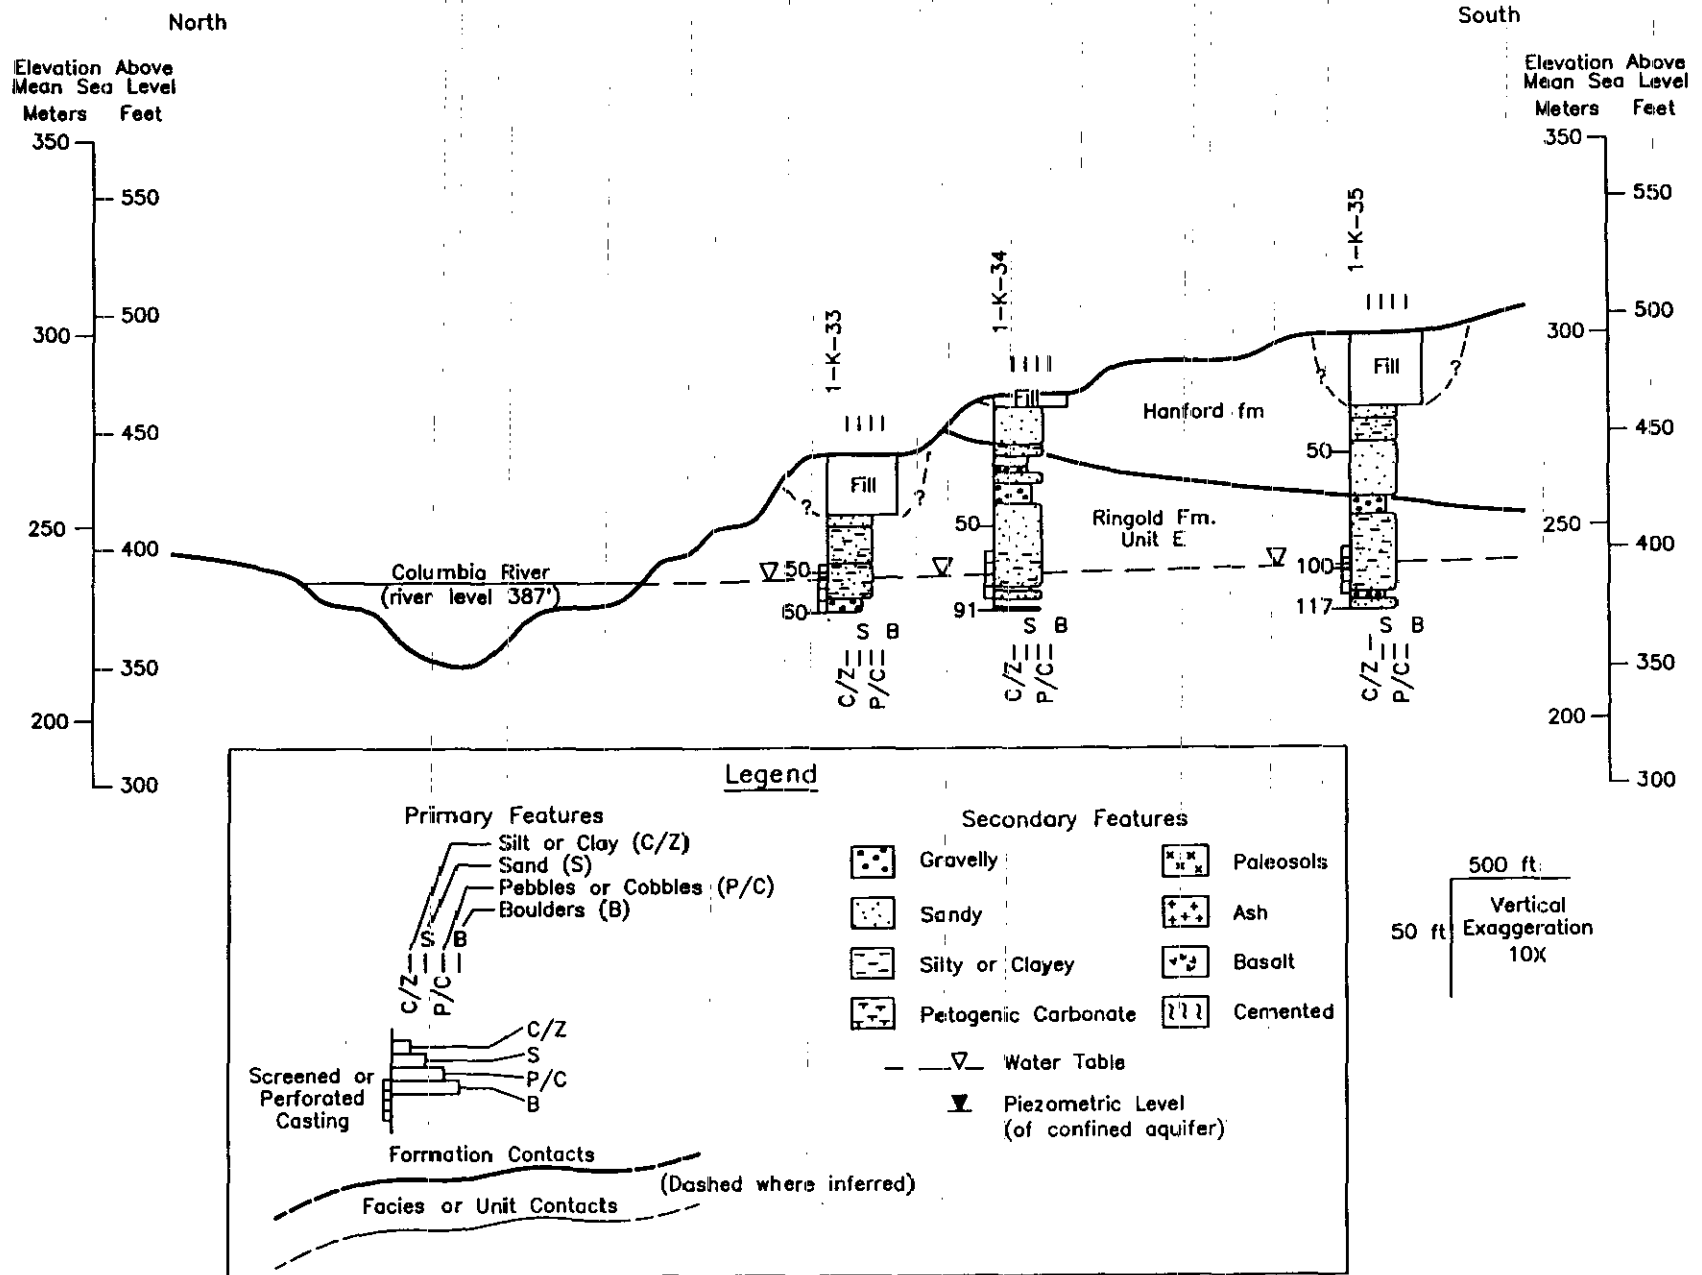 North
South
Elevation Above
Mean Sea Level
Meters Feet
Elevation Above
Mean Sea Level
Meters Feet
350
550
500
300
450
250
400
350
200
300
350
550
500
300
450
250
400
350
200
300
1-K-33
1-K-34
1-K-35
Fill
Fill
Fill
? ?
? ?
Hanford fm
Ringold Fm.
Unit E
Columbia River
(river level 387')
50
60
50
91
50
100
117
S B
C/Z
P/C
S B
C/Z
P/C
S B
C/Z
P/C
Legend
Primary Features
Silt or Clay (C/Z)
Sand (S)
Pebbles or Cobbles (P/C)
Boulders (B)
S B
C/Z
P/C
C/Z
S
P/C
B
Screened or
Perforated
Casting
Formation Contacts
(Dashed where inferred)
Facies or Unit Contacts
Secondary Features
Gravelly
Sandy
Silty or Clayey
Petogenic Carbonate
Paleosols
Ash
Basalt
Cemented
Water Table
Piezometric Level
(of confined aquifer)
500 ft
50 ft
Vertical
Exaggeration
10X